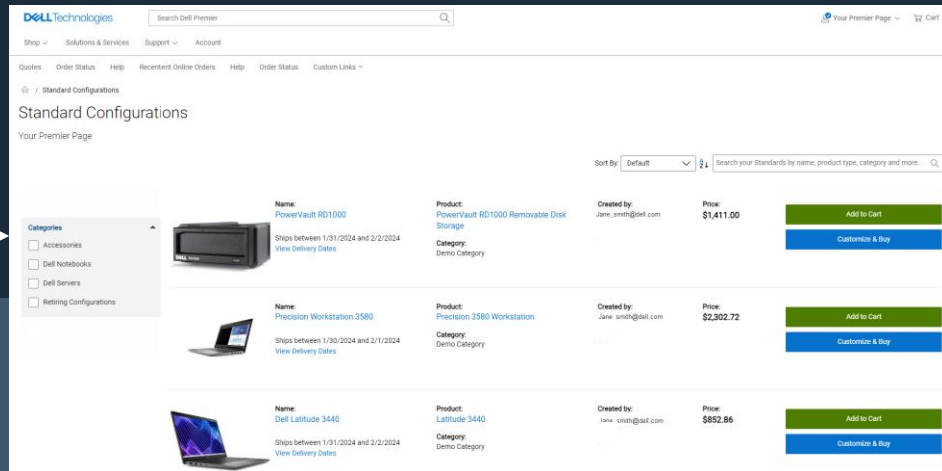 DELLTechnologies
Search Dell Premier
Your Premier Page
Cart
Shop
Solutions & Services
Support
Account
Quotes
Order Status
Help
Recentent Online Orders
Help
Order Status
Custom Links
/ Standard Configurations
Standard Configurations
Your Premier Page
Sort By: Default
Search your Standards by name, product type, category and more.
Categories
Accessories
Dell Notebooks
Dell Servers
Retiring Configurations
Name:
PowerVault RD1000
Ships between 1/31/2024 and 2/2/2024
View Delivery Dates
Product:
PowerVault RD1000 Removable Disk
Storage
Category:
Demo Category
Created by:
Jane_smith@dell.com
Price:
$1,411.00
Add to Cart
Customize & Buy
Name:
Precision Workstation 3580
Ships between 1/30/2024 and 2/1/2024
View Delivery Dates
Product:
Precision 3580 Workstation
Category:
Demo Category
Created by:
Jane_smith@dell.com
Price:
$2,302.72
Add to Cart
Customize & Buy
Name:
Dell Latitude 3440
Ships between 1/31/2024 and 2/2/2024
View Delivery Dates
Product:
Latitude 3440
Category:
Demo Category
Created by:
Jane_smith@dell.com
Price:
$852.86
Add to Cart
Customize & Buy